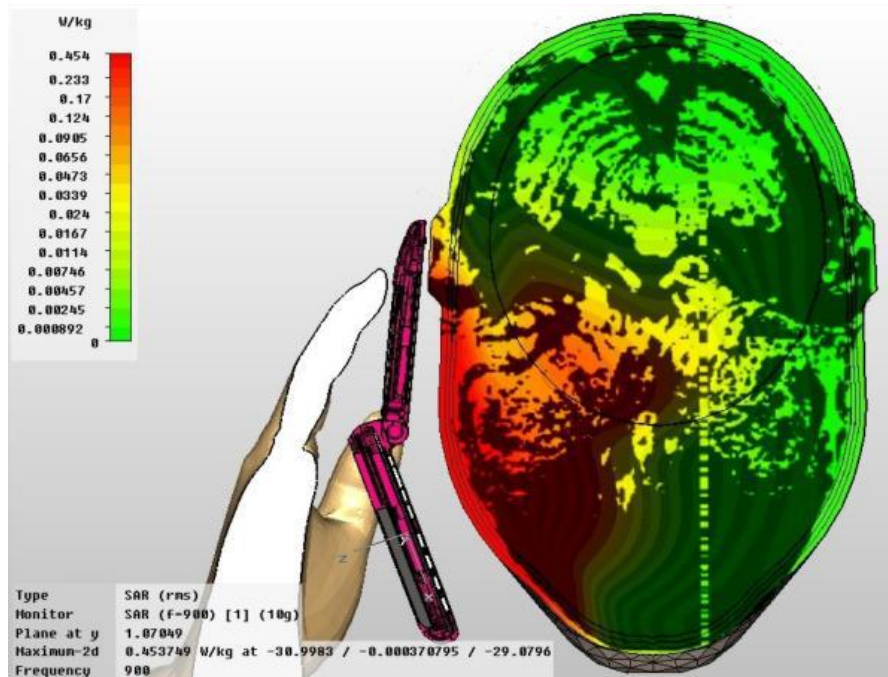 W/kg
0.454
0.233
0.17
0.124
0.0905
0.0656
0.0473
0.0339
0.024
0.0167
0.0114
0.00746
0.00457
0.00245
0.000892
0
z
x
Type SAR (rms)
Monitor SAR (f=900) [1] (10g)
Plane at y 1.07049
Maximum-2d 0.453749 W/kg at -30.9983 / -0.000370795 / -29.0796
Frequency 900